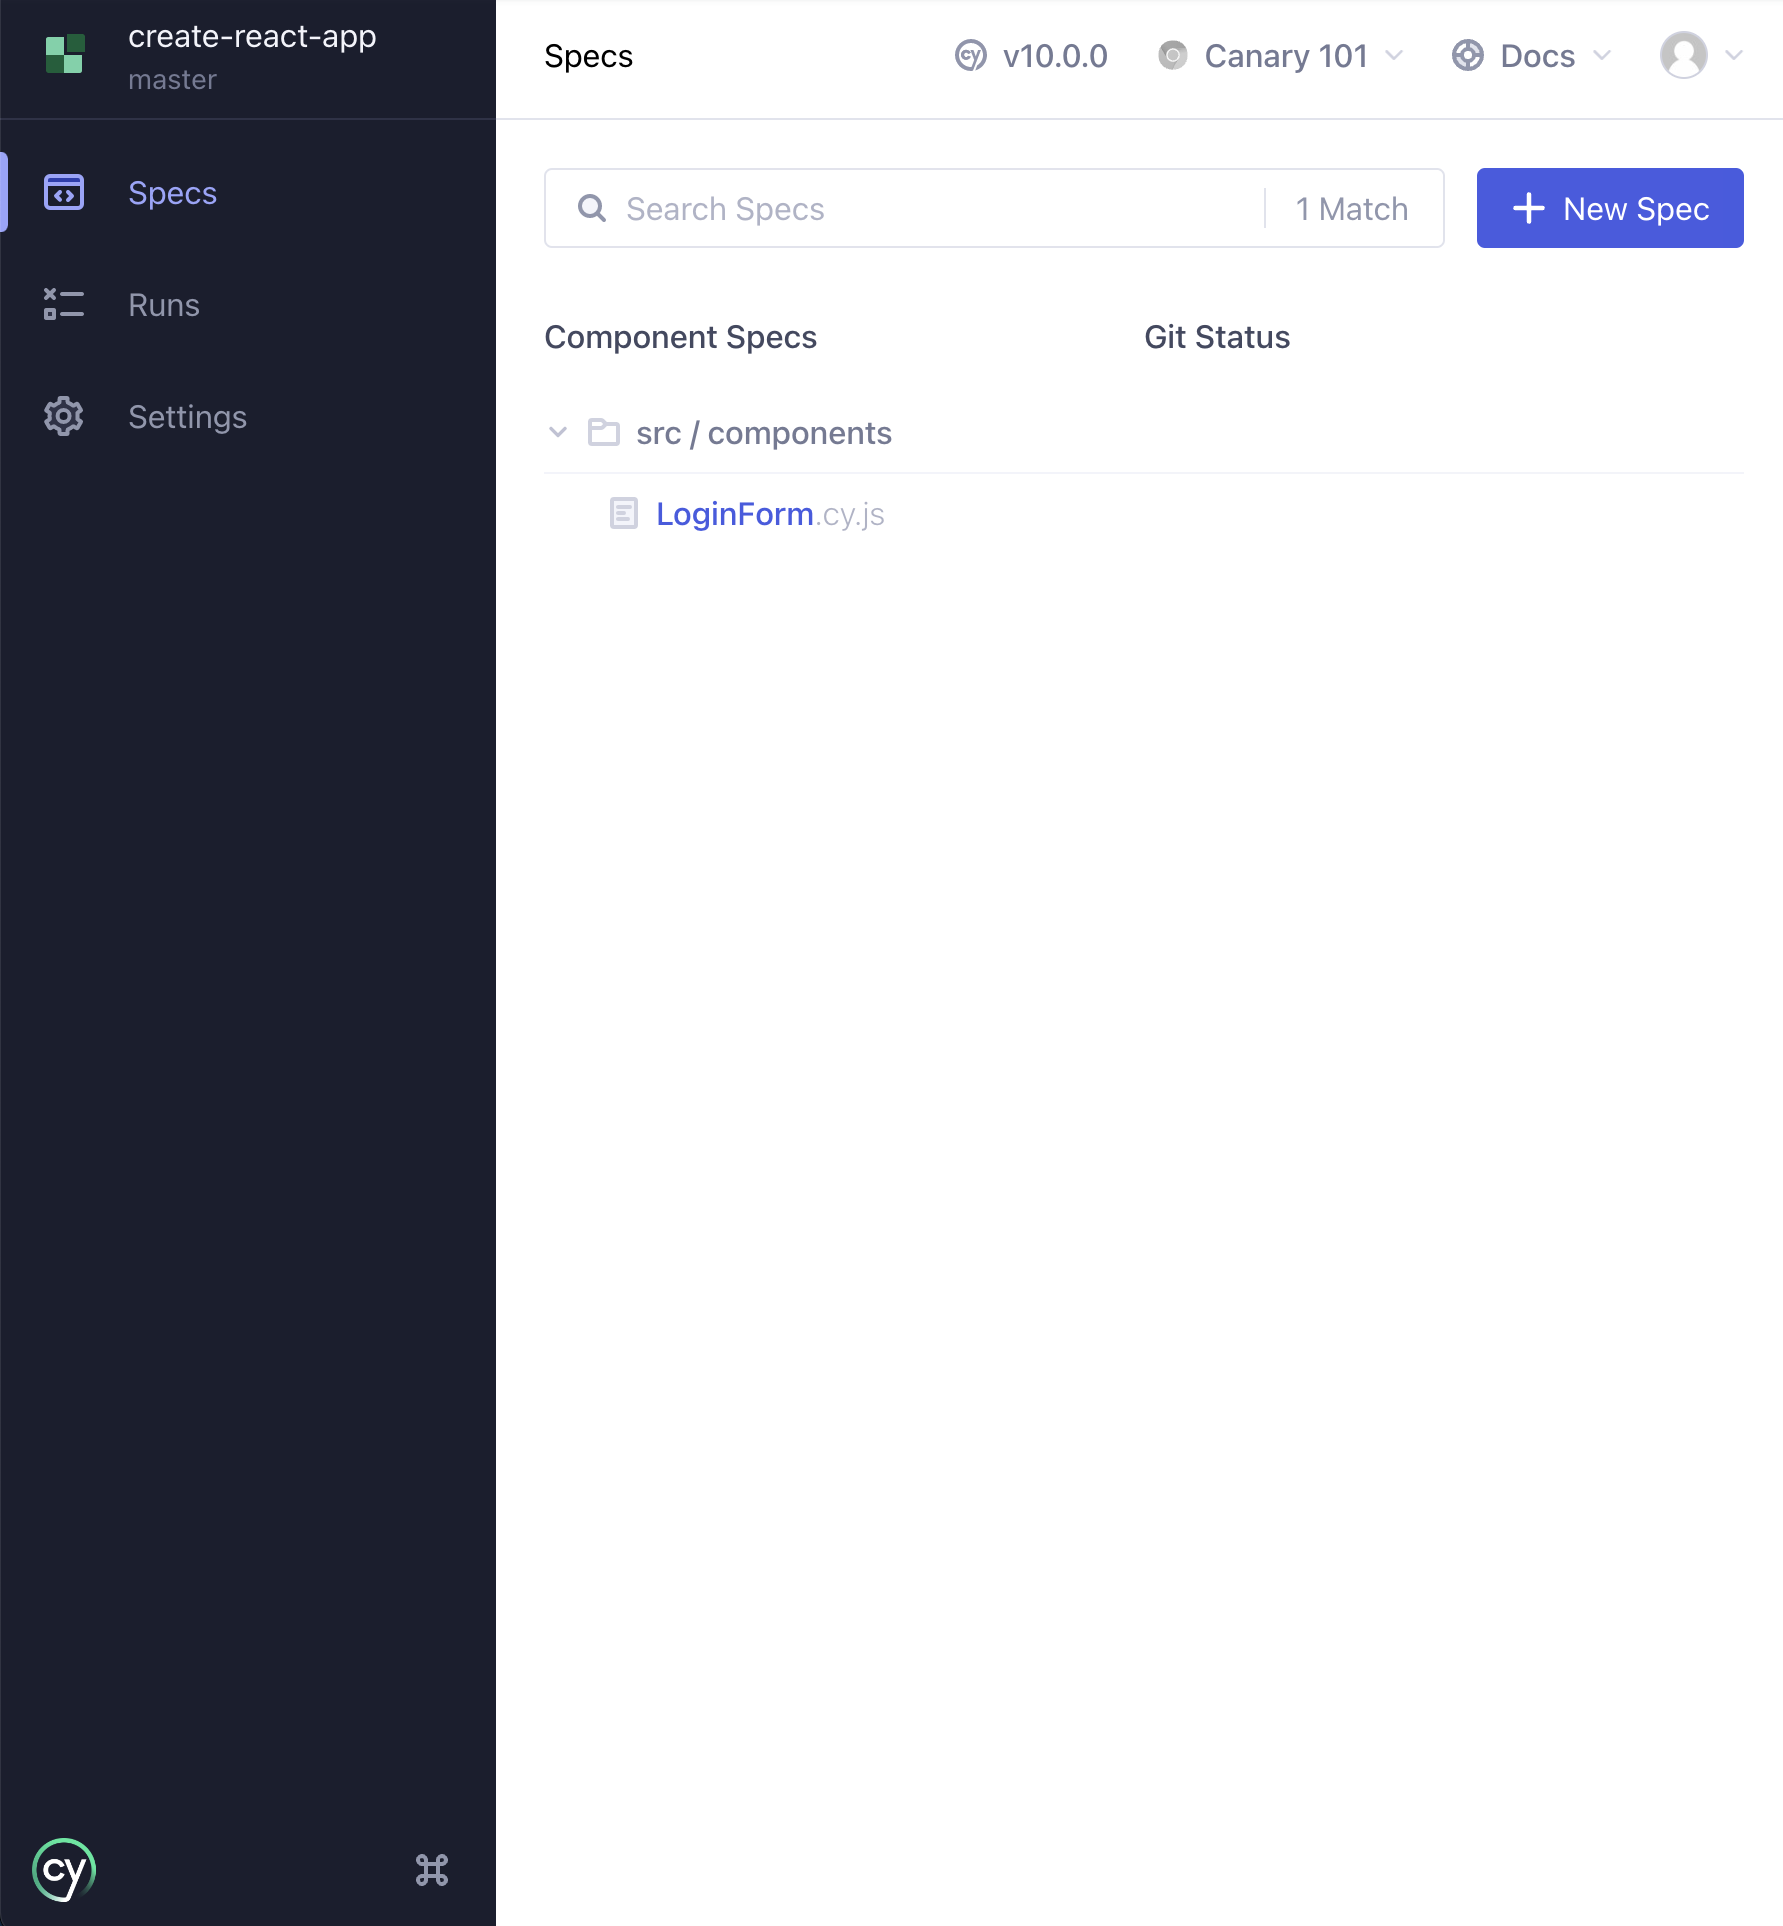 create-react-app
master
Specs
Runs
Settings
cy
Specs
cy v10.0.0
Canary 101
Docs
Search Specs
1 Match
New Spec
Component Specs
Git Status
src / components
LoginForm.cy.js